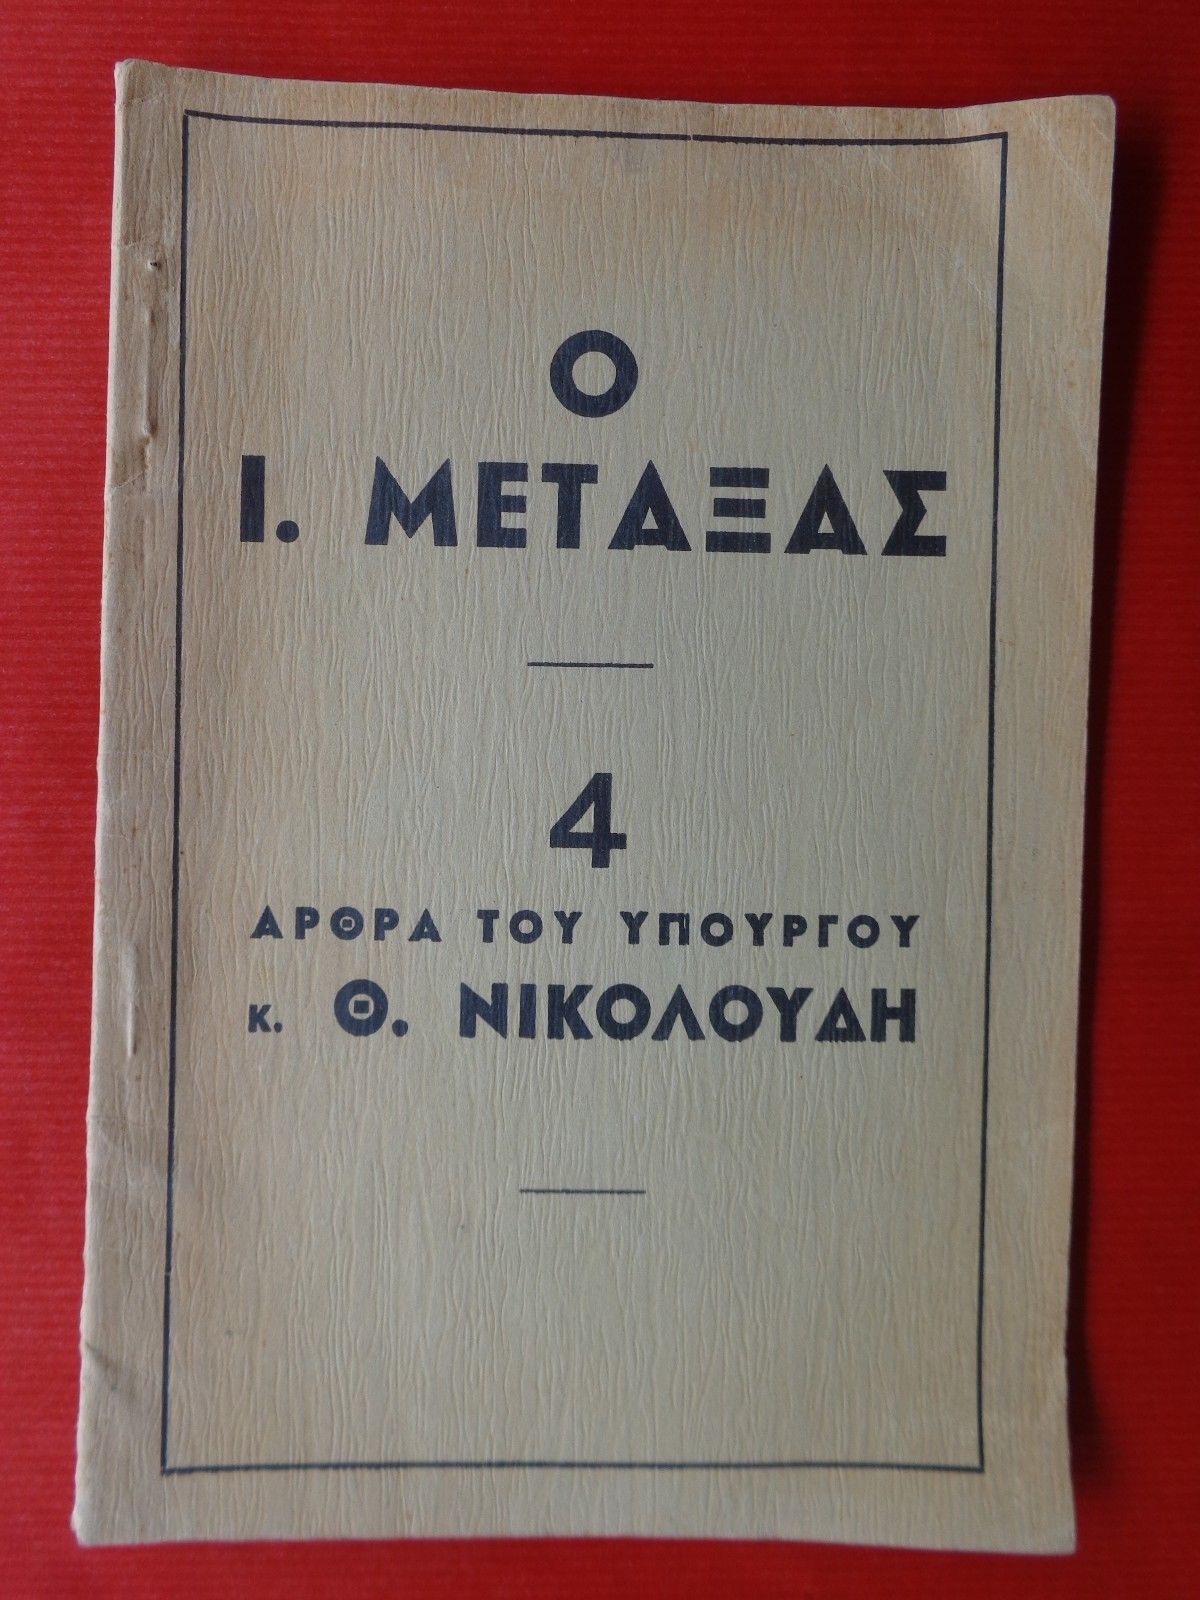 Ο
Ι. ΜΕΤΑΞΑΣ
4
ΑΡΘΡΑ ΤΟΥ ΥΠΟΥΡΓΟΥ
κ. Θ. ΝΙΚΟΛΟΥΔΗ